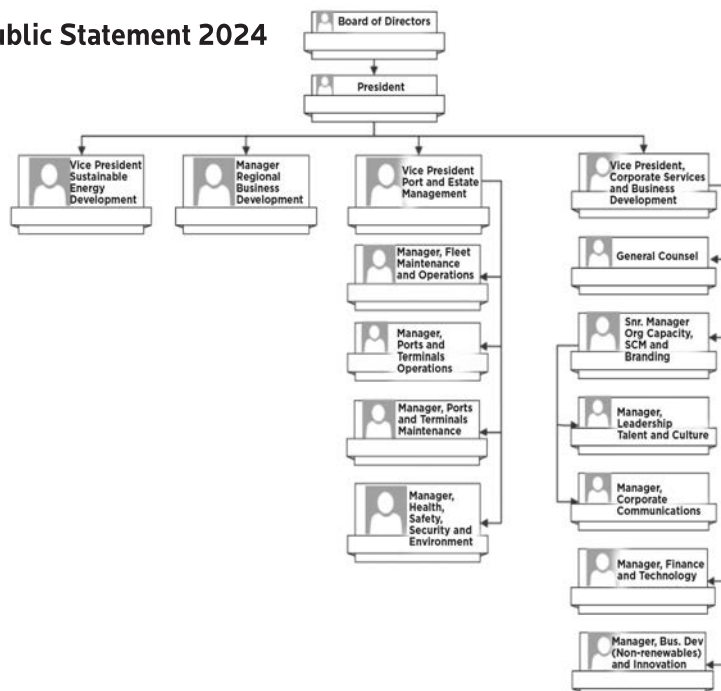 ublic Statement 2024
Board of Directors
President
Vice President
Sustainable
Energy
Development
Manager
Regional
Business
Development
Vice President
Port and Estate
Management
Vice President,
Corporate Services
and Business
Development
Manager, Fleet
Maintenance
and Operations
Manager,
Ports and
Terminals
Operations
Manager, Ports
and Terminals
Maintenance
Manager,
Health,
Safety,
Security and
Environment
General Counsel
Snr. Manager
Org Capacity,
SCM and
Branding
Manager,
Leadership
Talent and Culture
Manager,
Corporate
Communications
Manager, Finance
and Technology
Manager, Bus. Dev
(Non-renewables)
and Innovation